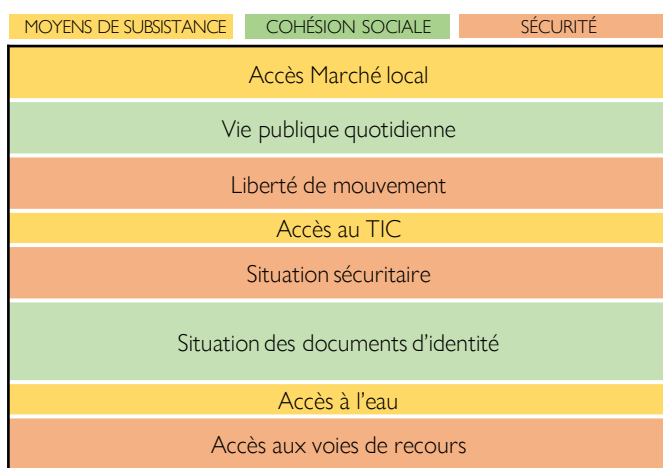 MOYENS DE SUBSISTANCE COHÉSION SOCIALE SÉCURITÉ
Accès Marché local
Vie publique quotidienne
Liberté de mouvement
Accès au TIC
Situation sécuritaire
Situation des documents d'identité
Accès à l'eau
Accès aux voies de recours